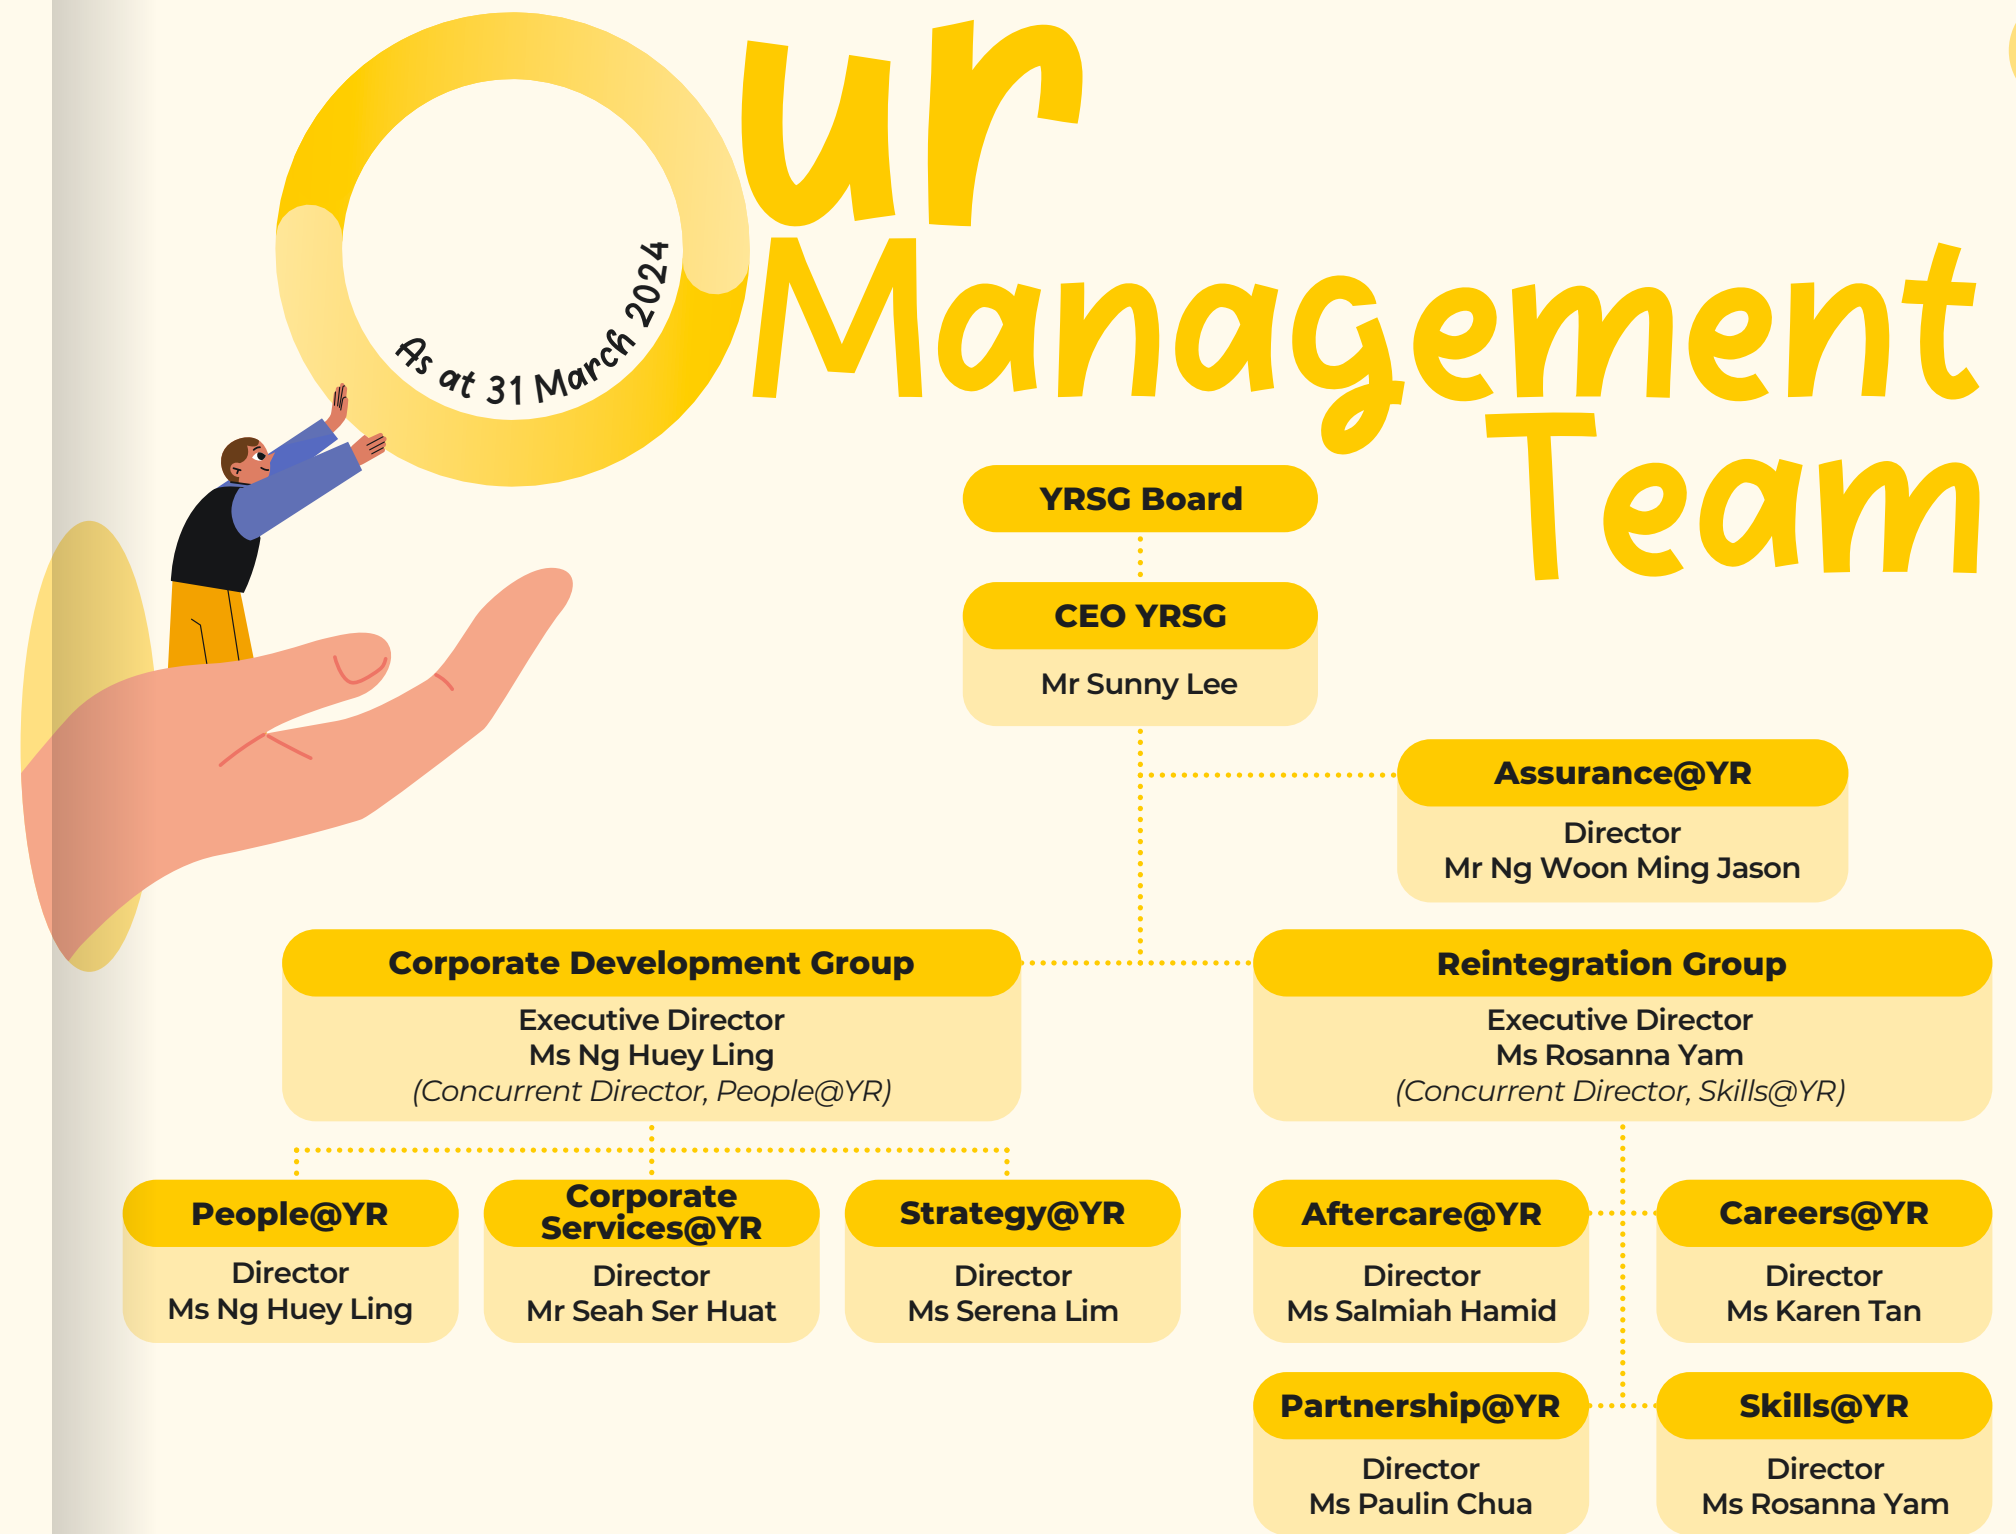 Our
Management
Team
As at 31 March 2024
YRSG Board
CEO YRSG
Mr Sunny Lee
Assurance@YR
Director
Mr Ng Woon Ming Jason
Corporate Development Group
Executive Director
Ms Ng Huey Ling
(Concurrent Director, People@YR)
Reintegration Group
Executive Director
Ms Rosanna Yam
(Concurrent Director, Skills@YR)
People@YR
Director
Ms Ng Huey Ling
Corporate
Services@YR
Director
Mr Seah Ser Huat
Strategy@YR
Director
Ms Serena Lim
Aftercare@YR
Director
Ms Salmiah Hamid
Careers@YR
Director
Ms Karen Tan
Partnership@YR
Director
Ms Paulin Chua
Skills@YR
Director
Ms Rosanna Yam